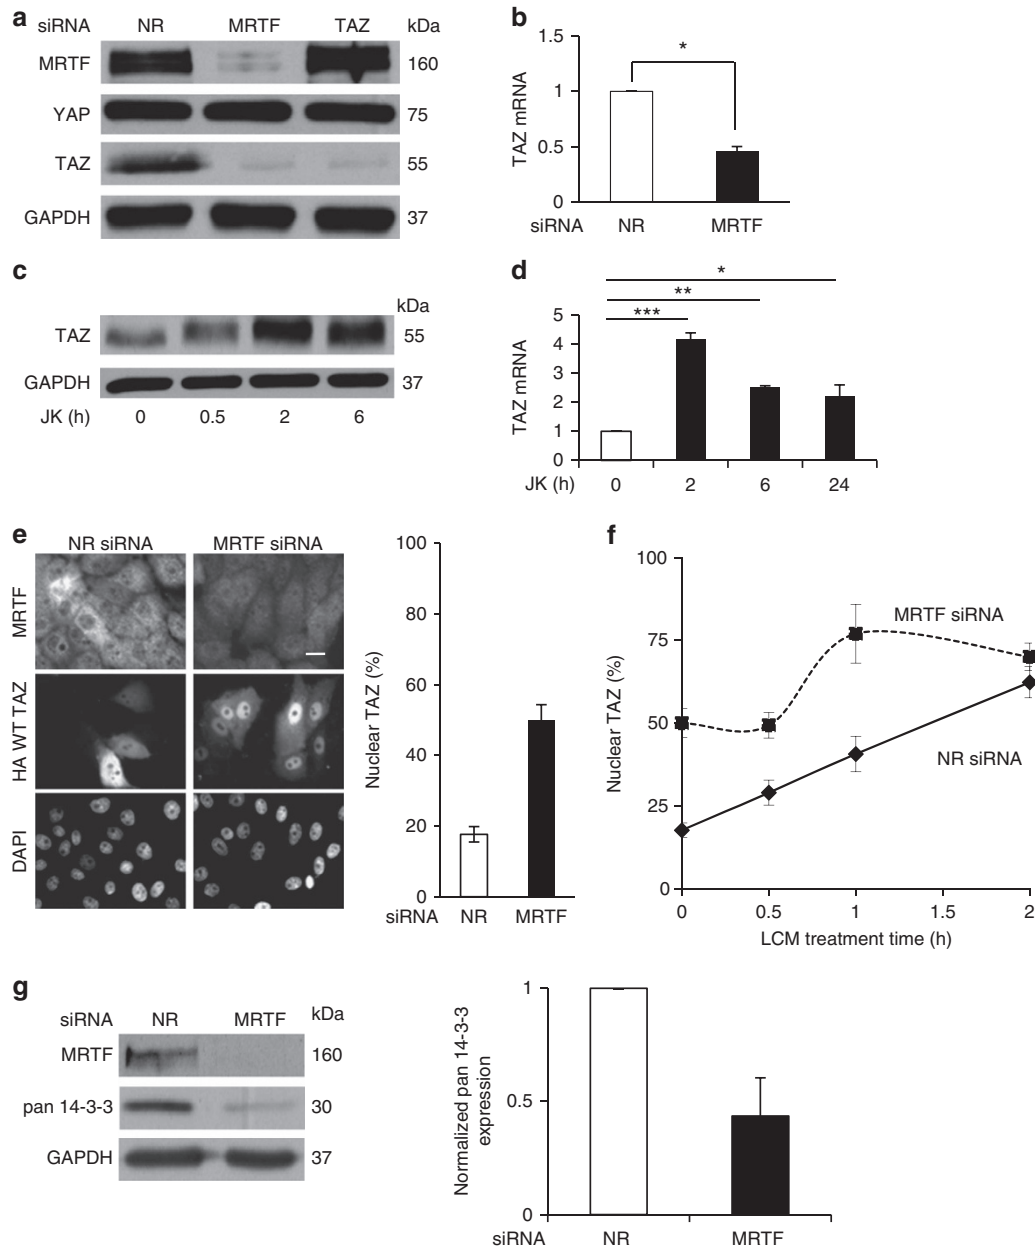 a
siRNA NR MRTF TAZ kDa
MRTF 160
YAP 75
TAZ 55
GAPDH 37
b
1.5
1
0.5
0
TAZ mRNA
*
siRNA NR MRTF
c
kDa
TAZ 55
GAPDH 37
JK (h) 0 0.5 2 6
d
*
**
***
5
4
3
2
1
0
TAZ mRNA
JK (h) 0 2 6 24
e
NR siRNA MRTF siRNA
MRTF
HA WT TAZ
DAPI
100
80
60
40
20
0
Nuclear TAZ (%)
siRNA NR MRTF
f
100
75
50
25
0
Nuclear TAZ (%)
MRTF siRNA
NR siRNA
0 0.5 1 1.5 2
LCM treatment time (h)
g
siRNA NR MRTF kDa
MRTF 160
pan 14-3-3 30
GAPDH 37
1
0.5
0
Normalized pan 14-3-3
expression
siRNA NR MRTF